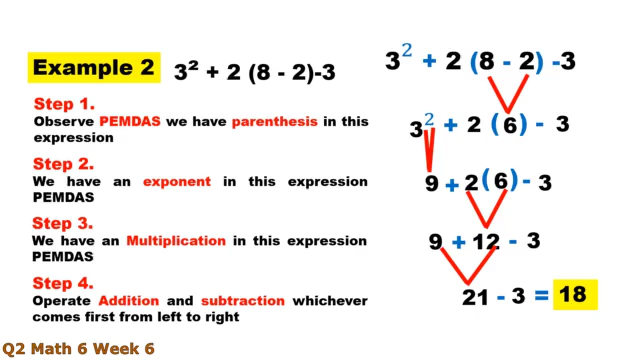 Example 2
3² + 2 (8 - 2)-3
Step 1.
Observe PEMDAS we have parenthesis in this
expression
Step 2.
We have an exponent in this expression
PEMDAS
Step 3.
We have an Multiplication in this expression
PEMDAS
Step 4.
Operate Addition and subtraction whichever
comes first from left to right
3² + 2 (8 - 2) -3
3² + 2 (6) - 3
9 + 2(6) - 3
9 + 12 - 3
21 - 3 = 18
Q2 Math 6 Week 6